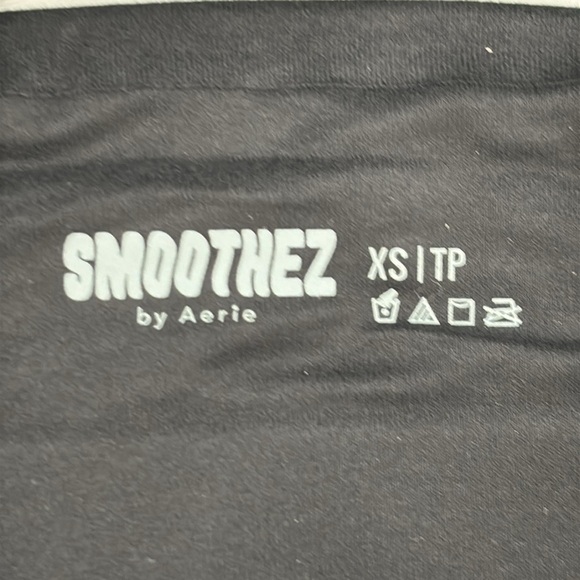 SMOOTHEZ
by Aerie
XS | TP